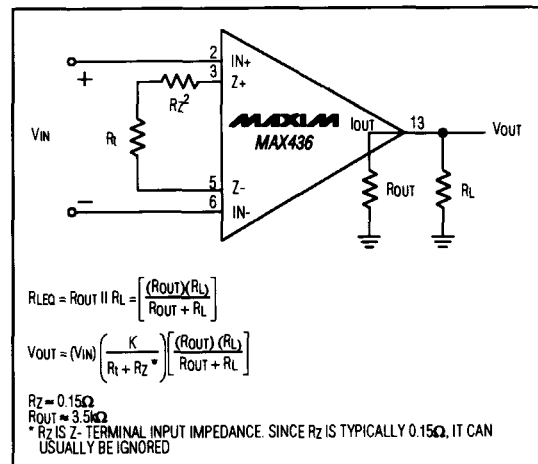 2 IN+
3 Z+
+
RZ²
VIN
Rt
MAXIM
MAX436
IOUT
13
VOUT
ROUT
RL
5 Z-
6 IN-
−
RLEQ = ROUT II RL = [(ROUT)(RL) / ROUT + RL]
VOUT = (VIN) (K / Rt + RZ*) [(ROUT) (RL) / ROUT + RL]
RZ ≈ 0.15Ω
ROUT ≈ 3.5kΩ
* RZ IS Z- TERMINAL INPUT IMPEDANCE. SINCE RZ IS TYPICALLY 0.15Ω, IT CAN
USUALLY BE IGNORED